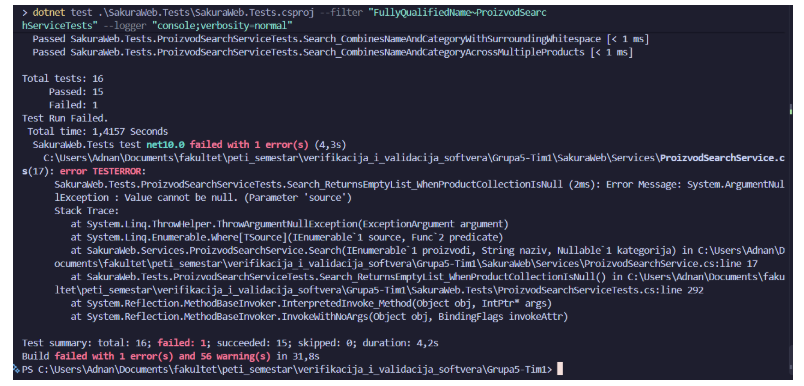 > dotnet test .\SakuraWeb.Tests\SakuraWeb.Tests.csproj --filter "FullyQualifiedName~ProizvodSearc
hServiceTests" --logger "console;verbosity=normal"
Passed SakuraWeb.Tests.ProizvodSearchServiceTests.Search_CombinesNameAndCategoryWithSurroundingWhitespace [< 1 ms]
Passed SakuraWeb.Tests.ProizvodSearchServiceTests.Search_CombinesNameAndCategoryAcrossMultipleProducts [< 1 ms]
Total tests: 16
Passed: 15
Failed: 1
Test Run Failed.
Total time: 1,4157 Seconds
SakuraWeb.Tests test net10.0 failed with 1 error(s) (4,3s)
C:\Users\Adnan\Documents\fakultet\peti_semestar\verifikacija_i_validacija_softvera\Grupa5-Tim1\SakuraWeb\Services\ProizvodSearchService.c
s(17): error TESTERROR:
SakuraWeb.Tests.ProizvodSearchServiceTests.Search_ReturnsEmptyList_WhenProductCollectionIsNull (2ms): Error Message: System.ArgumentNul
lException : Value cannot be null. (Parameter 'source')
Stack Trace:
at System.Linq.ThrowHelper.ThrowArgumentNullException(ExceptionArgument argument)
at System.Linq.Enumerable.Where[TSource](IEnumerable`1 source, Func`2 predicate)
at SakuraWeb.Services.ProizvodSearchService.Search(IEnumerable`1 proizvodi, String naziv, Nullable`1 kategorija) in C:\Users\Adnan\D
ocuments\fakultet\peti_semestar\verifikacija_i_validacija_softvera\Grupa5-Tim1\SakuraWeb\Services\ProizvodSearchService.cs:line 17
at SakuraWeb.Tests.ProizvodSearchServiceTests.Search_ReturnsEmptyList_WhenProductCollectionIsNull() in C:\Users\Adnan\Documents\faku
ltet\peti_semestar\verifikacija_i_validacija_softvera\Grupa5-Tim1\SakuraWeb.Tests\ProizvodSearchServiceTests.cs:line 292
at System.Reflection.MethodBaseInvoker.InterpretedInvoke_Method(Object obj, IntPtr* args)
at System.Reflection.MethodBaseInvoker.InvokeWithNoArgs(Object obj, BindingFlags invokeAttr)
Test summary: total: 16; failed: 1; succeeded: 15; skipped: 0; duration: 4,2s
Build failed with 1 error(s) and 56 warning(s) in 31,8s
PS C:\Users\Adnan\Documents\fakultet\peti_semestar\verifikacija_i_validacija_softvera\Grupa5-Tim1>